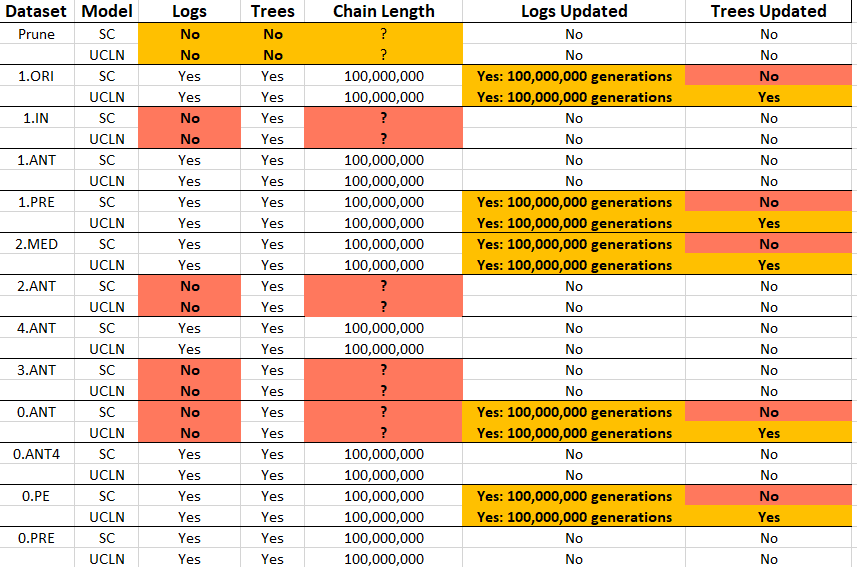 Dataset Model Logs Trees Chain Length Logs Updated Trees Updated
Prune SC No No ? No No
UCLN No No ? No No
1.ORI SC Yes Yes 100,000,000 Yes: 100,000,000 generations No
UCLN Yes Yes 100,000,000 Yes: 100,000,000 generations Yes
1.IN SC No Yes ? No No
UCLN No Yes ? No No
1.ANT SC Yes Yes 100,000,000 No No
UCLN Yes Yes 100,000,000 No No
1.PRE SC Yes Yes 100,000,000 Yes: 100,000,000 generations No
UCLN Yes Yes 100,000,000 Yes: 100,000,000 generations Yes
2.MED SC Yes Yes 100,000,000 Yes: 100,000,000 generations No
UCLN Yes Yes 100,000,000 Yes: 100,000,000 generations Yes
2.ANT SC No Yes ? No No
UCLN No Yes ? No No
4.ANT SC Yes Yes 100,000,000 No No
UCLN Yes Yes 100,000,000 No No
3.ANT SC No Yes ? No No
UCLN No Yes ? No No
0.ANT SC No Yes ? Yes: 100,000,000 generations No
UCLN No Yes ? Yes: 100,000,000 generations Yes
0.ANT4 SC Yes Yes 100,000,000 No No
UCLN Yes Yes 100,000,000 No No
0.PE SC Yes Yes 100,000,000 Yes: 100,000,000 generations No
UCLN Yes Yes 100,000,000 Yes: 100,000,000 generations Yes
0.PRE SC Yes Yes 100,000,000 No No
UCLN Yes Yes 100,000,000 No No